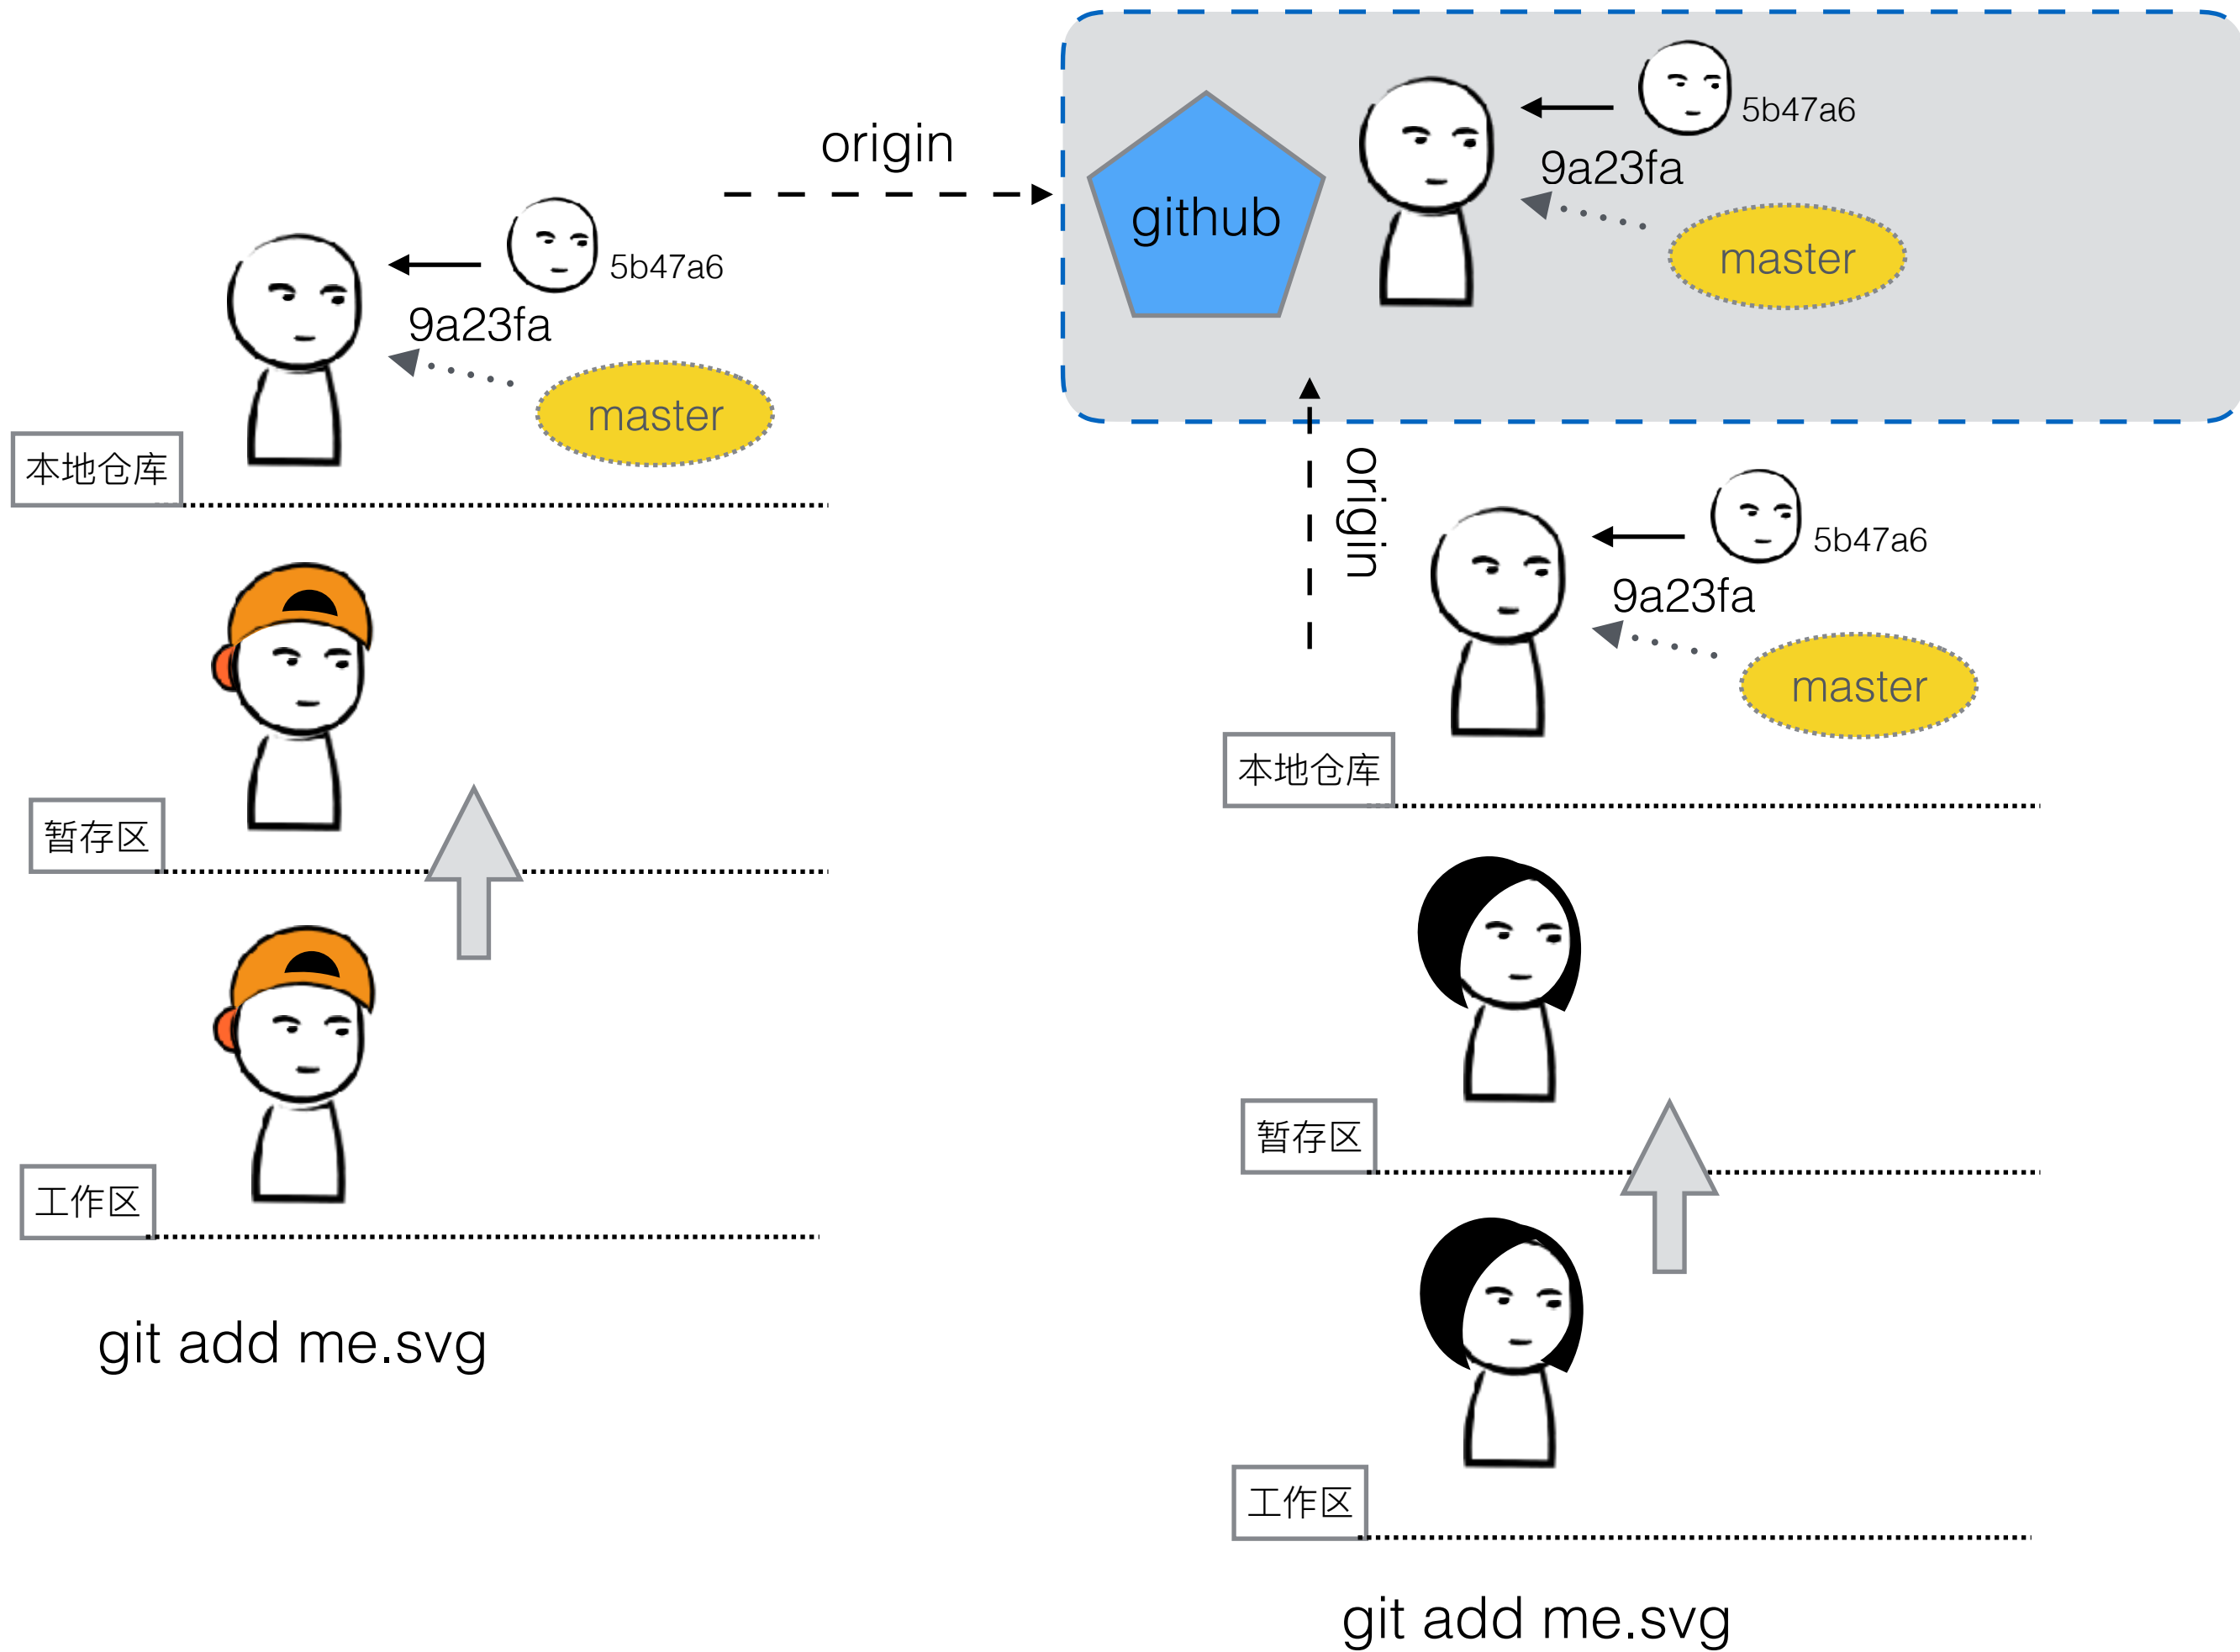 origin
5b47a6
9a23fa
master
本地仓库
暂存区
工作区
git add me.svg
github
5b47a6
9a23fa
master
origin
5b47a6
9a23fa
master
本地仓库
暂存区
工作区
git add me.svg